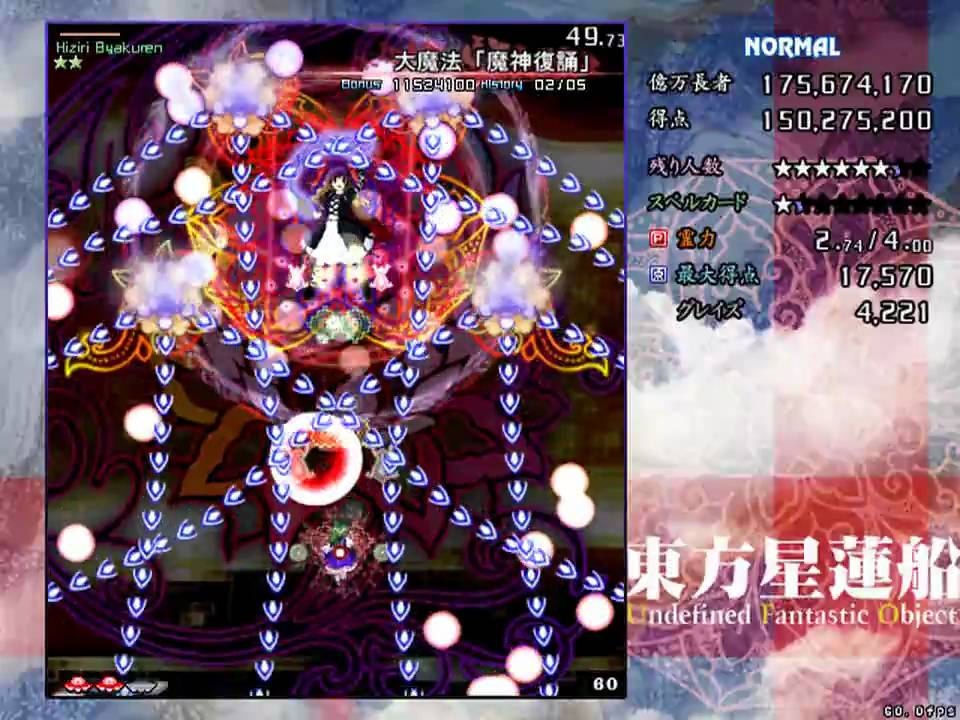 Hiziri Byakuren
49.73
大魔法「魔神復誦」
Bonus 11524100 History 02/05
60
NORMAL
億万長者 175,674,170
得点 150,275,200
残り人数 ★★★★★★★★
スペルカード ★★★★★★★★
P 霊力 2.74/4.00
点 最大得点 17,570
グレイズ 4,221
東方星蓮船
Undefined Fantastic Object
60.0fps